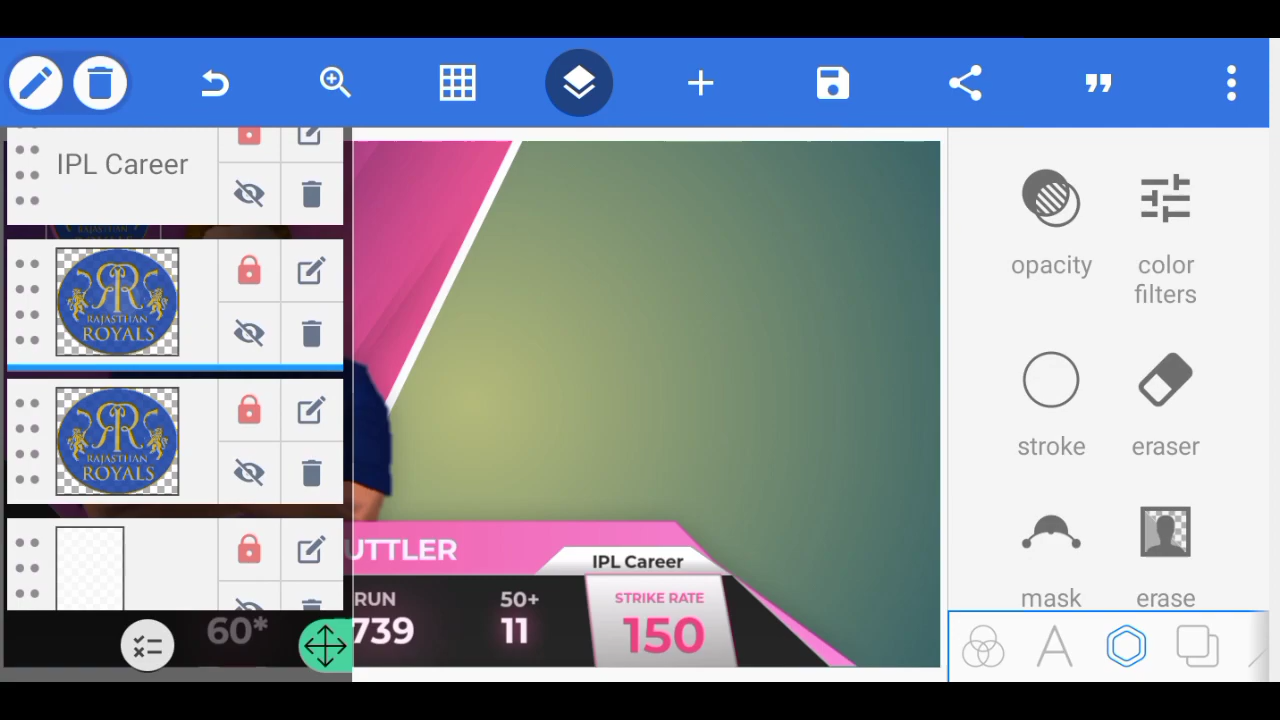 IPL Career
RAJASTHAN
ROYALS
RAJASTHAN
ROYALS
RAJASTHAN
UTTLER
IPL Career
RUN
50+
STRIKE RATE
60*
739
11
150
opacity
color
filters
stroke
eraser
mask
erase